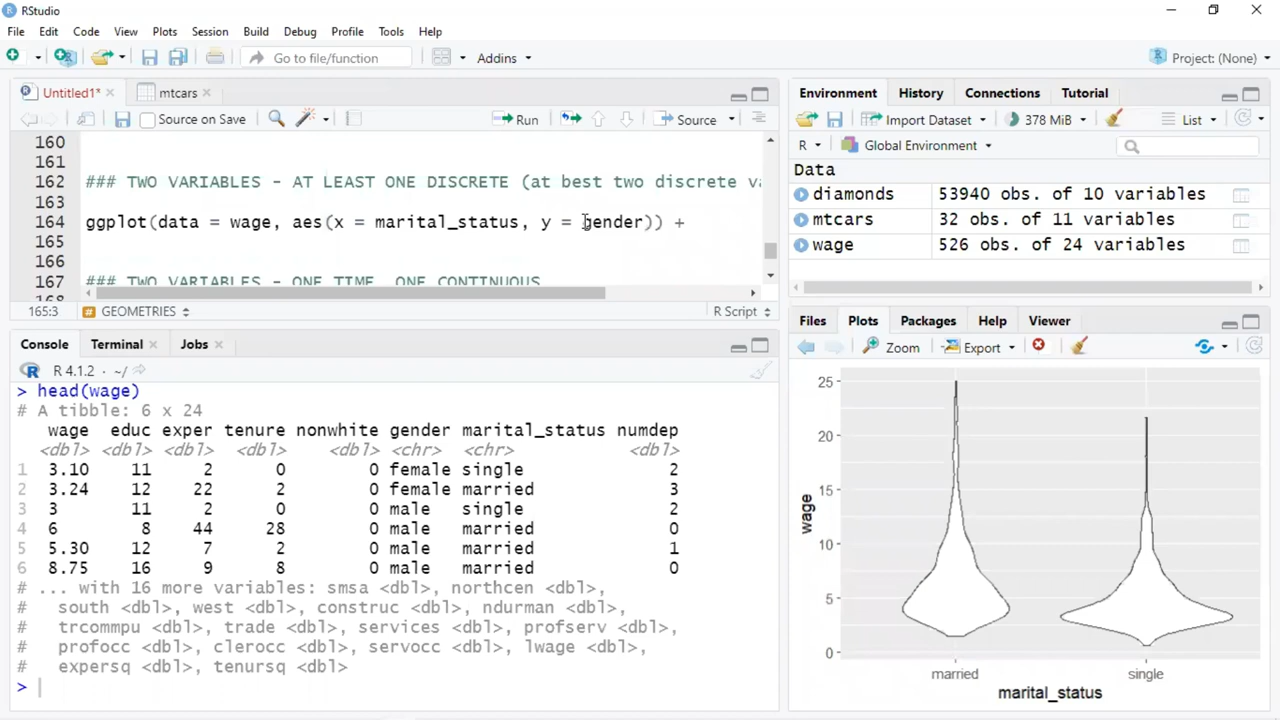 RStudio
File Edit Code View Plots Session Build Debug Profile Tools Help
Go to file/function Addins Project: (None)
Untitled1* mtcars
Source on Save Run Source
160
161
162 ### TWO VARIABLES - AT LEAST ONE DISCRETE (at best two discrete va
163
164 ggplot(data = wage, aes(x = marital_status, y = gender)) +
165
166
167 ### TWO VARIABLES - ONE TIME, ONE CONTINUOUS
168
165:3 # GEOMETRIES R Script
Console Terminal Jobs
R R 4.1.2 · ~/
> head(wage)
# A tibble: 6 x 24
wage educ exper tenure nonwhite gender marital_status numdep
<dbl> <dbl> <dbl> <dbl> <dbl> <chr> <chr> <dbl>
1 3.10 11 2 0 0 female single 2
2 3.24 12 22 2 0 female married 3
3 3 11 2 0 0 male single 2
4 6 8 44 28 0 male married 0
5 5.30 12 7 2 0 male married 1
6 8.75 16 9 8 0 male married 0
# ... with 16 more variables: smsa <dbl>, northcen <dbl>,
# south <dbl>, west <dbl>, construc <dbl>, ndurman <dbl>,
# trcommpu <dbl>, trade <dbl>, services <dbl>, profserv <dbl>,
# profocc <dbl>, clerocc <dbl>, servocc <dbl>, lwage <dbl>,
# expersq <dbl>, tenursq <dbl>
>
Environment History Connections Tutorial
Import Dataset 378 MiB List
R Global Environment
Data
diamonds 53940 obs. of 10 variables
mtcars 32 obs. of 11 variables
wage 526 obs. of 24 variables
Files Plots Packages Help Viewer
Zoom Export
25
20
15
10
5
0
wage
married single
marital_status